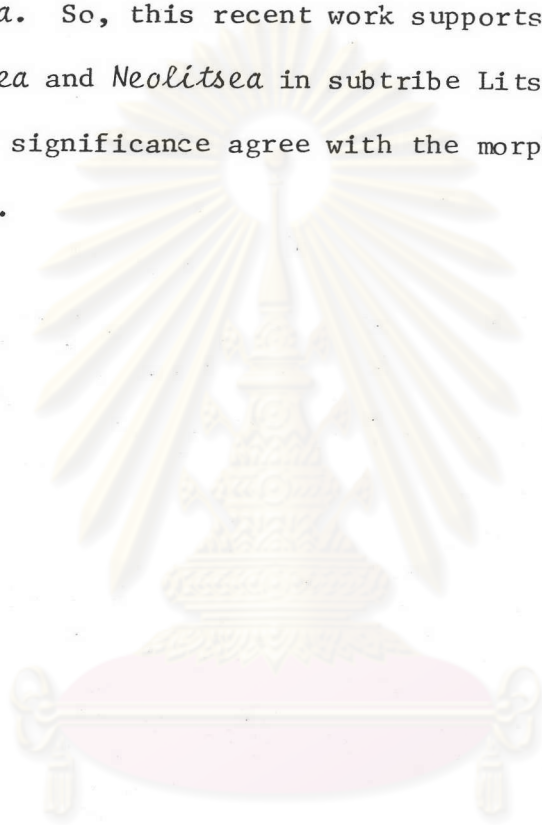 a. So, this recent work supports
ea and Neolitsea in subtribe Lits
significance agree with the morp
.